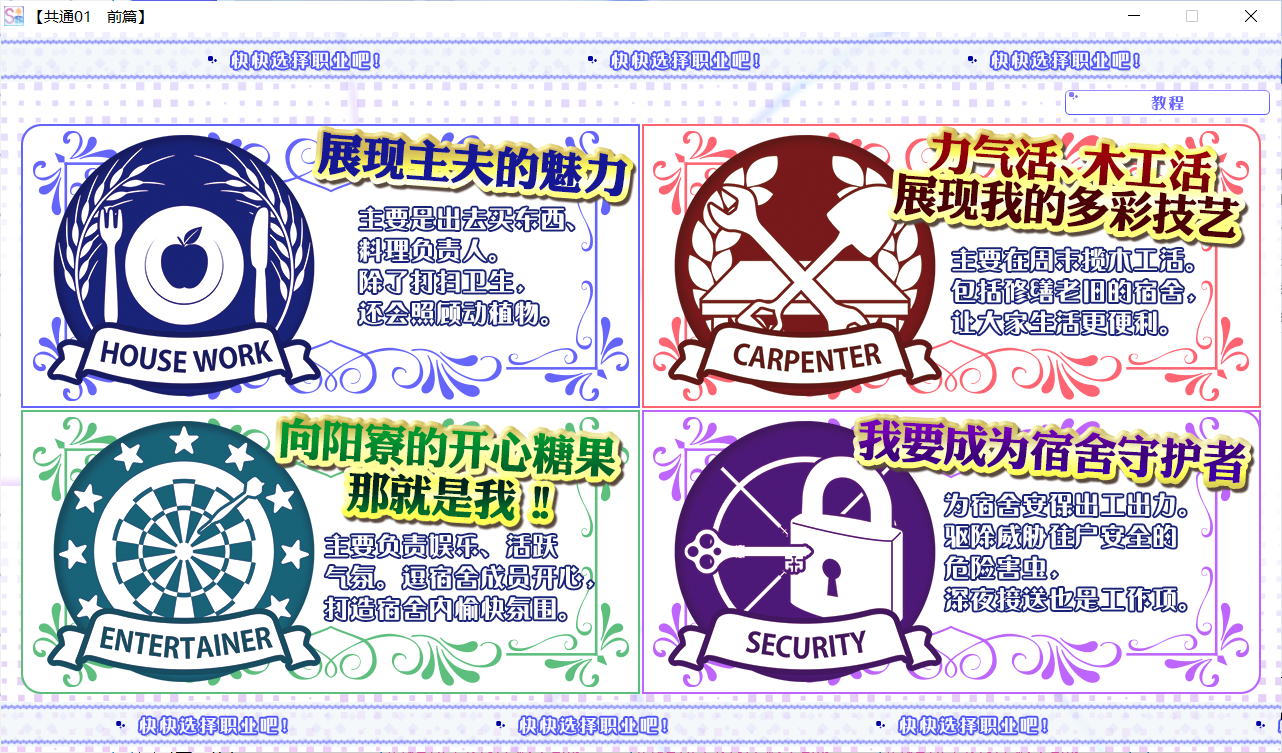 【共通01　前篇】
快快选择职业吧！
快快选择职业吧！
快快选择职业吧！
教程
展现主夫的魅力
主要是出去买东西、
料理负责人。
除了打扫卫生，
还会照顾动植物。
HOUSE WORK
力气活、木工活
展现我的多彩技艺
主要在周末揽木工活。
包括修缮老旧的宿舍，
让大家生活更便利。
CARPENTER
向阳寮的开心糖果
那就是我！！
主要负责娱乐、活跃
气氛。逗宿舍成员开心，
打造宿舍内愉快氛围。
ENTERTAINER
我要成为宿舍守护者
为宿舍安保出工出力。
驱除威胁住户安全的
危险害虫，
深夜接送也是工作项。
SECURITY
快快选择职业吧！
快快选择职业吧！
快快选择职业吧！